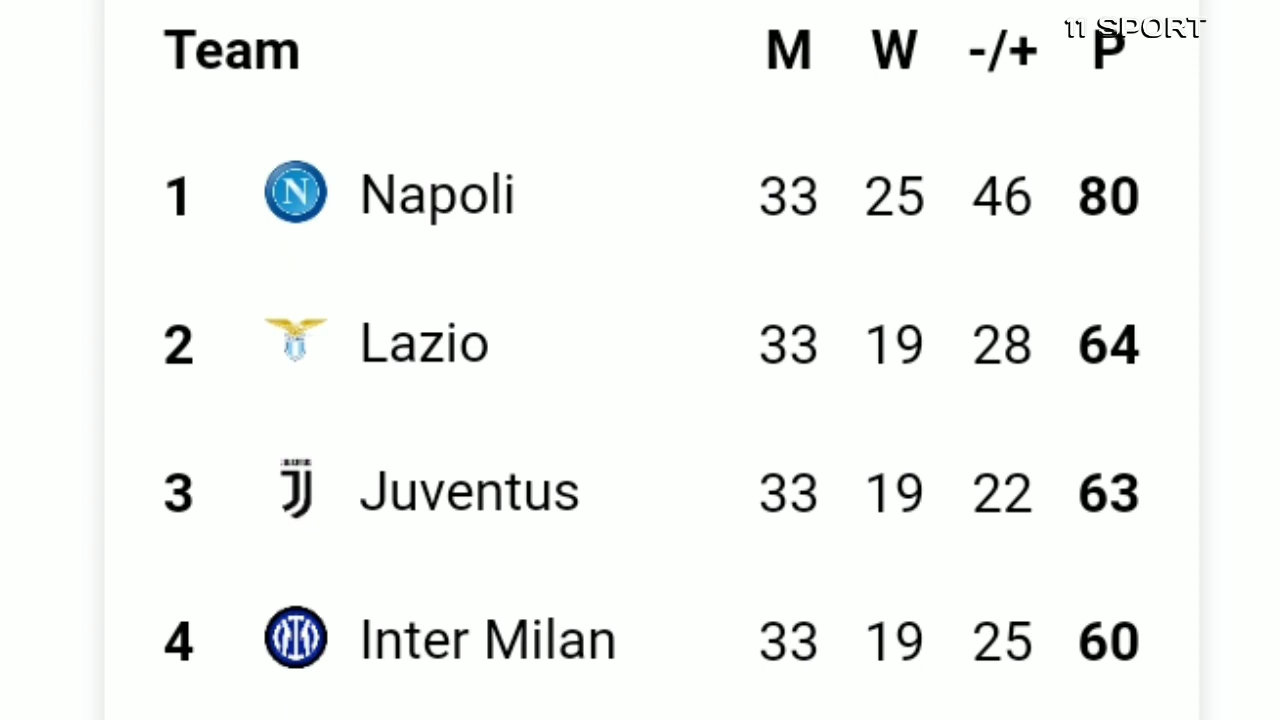 11 SPORT
Team M W -/+ P
1 N Napoli 33 25 46 80
2 Lazio 33 19 28 64
3 Juventus 33 19 22 63
4 Inter Milan 33 19 25 60